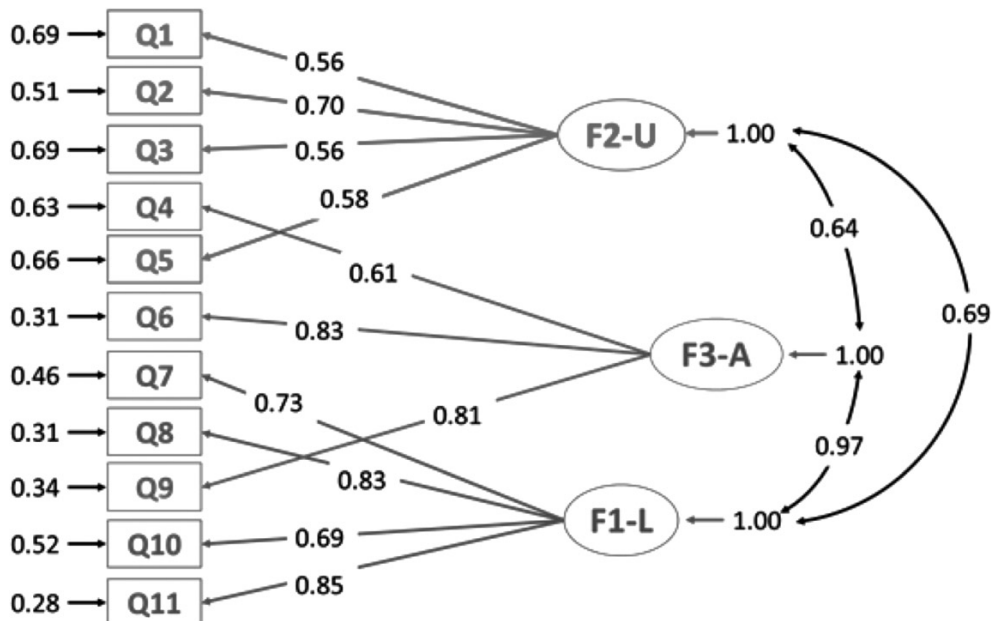 0.69 Q1
0.56
0.51 Q2
0.70
F2-U 1.00
0.69 Q3
0.56
0.63 Q4
0.58
0.64
0.66 Q5
0.61
0.31 Q6
0.83
0.69
F3-A 1.00
0.46 Q7
0.73
0.81
0.31 Q8
0.97
0.83
0.34 Q9
F1-L 1.00
0.52 Q10
0.69
0.85
0.28 Q11